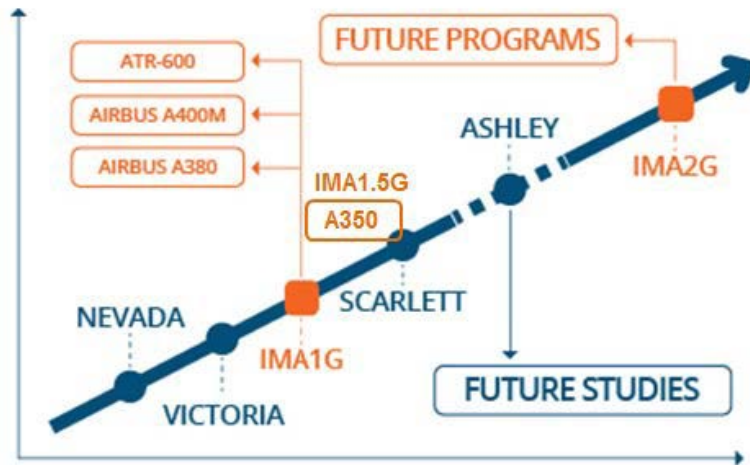 FUTURE PROGRAMS
ATR-600
AIRBUS A400M
AIRBUS A380
ASHLEY
IMA2G
IMA1.5G
A350
SCARLETT
NEVADA
IMA1G
VICTORIA
FUTURE STUDIES